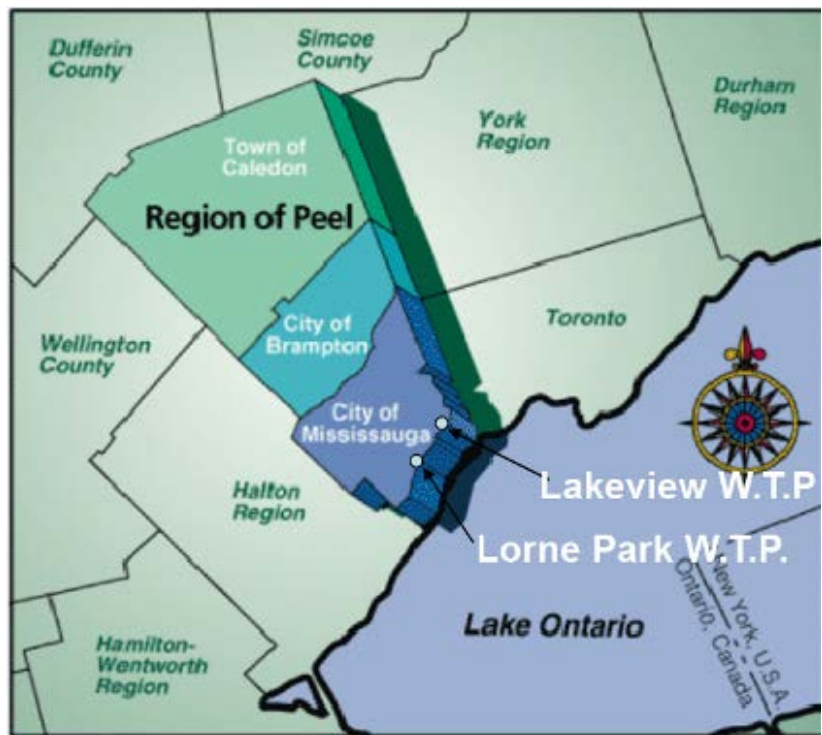 Dufferin
County
Simcoe
County
Durham
Region
York
Region
Town of
Caledon
Region of Peel
Toronto
City of
Brampton
Wellington
County
City of
Mississauga
Lakeview W.T.P
Halton
Region
Lorne Park W.T.P.
Lake Ontario
New York, U.S.A.
Ontario, Canada
Hamilton-
Wentworth
Region